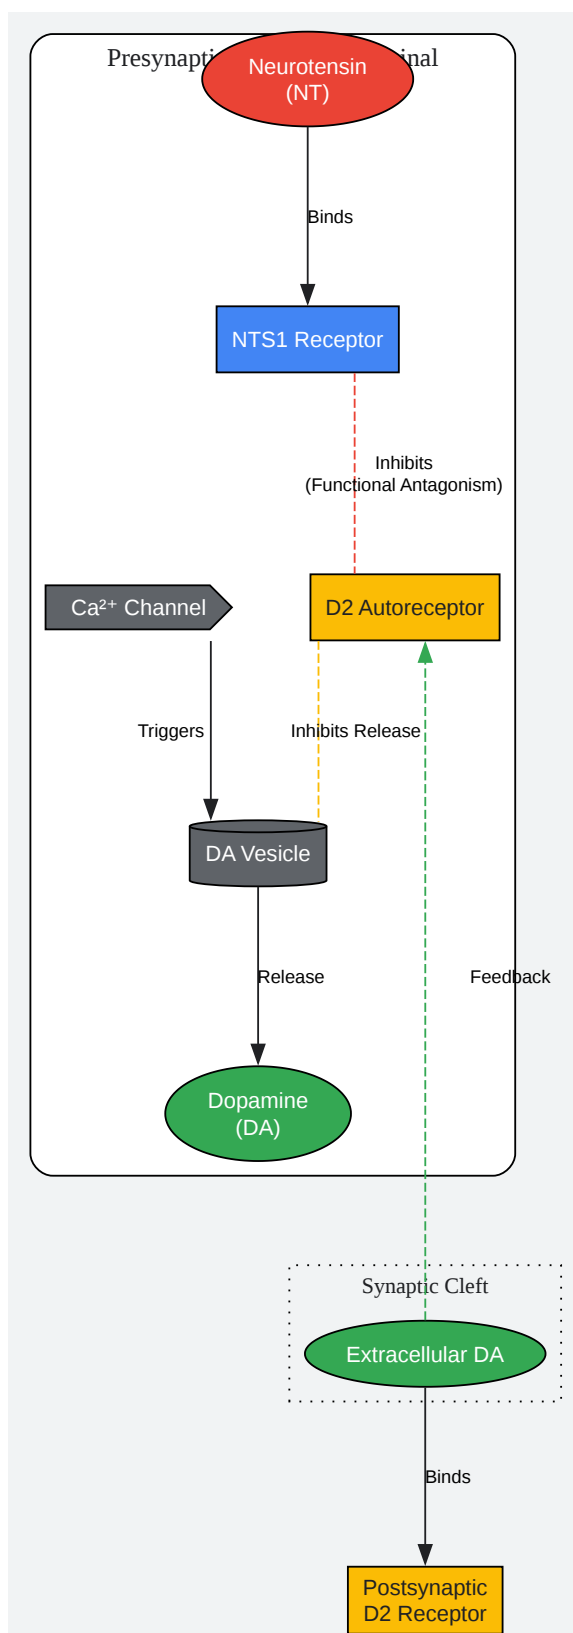 Presynapti
nal
Neurotensin
(NT)
Binds
NTS1 Receptor
Inhibits
(Functional Antagonism)
Ca²⁺ Channel
D2 Autoreceptor
Triggers
Inhibits Release
DA Vesicle
Release
Feedback
Dopamine
(DA)
Synaptic Cleft
Extracellular DA
Binds
Postsynaptic
D2 Receptor